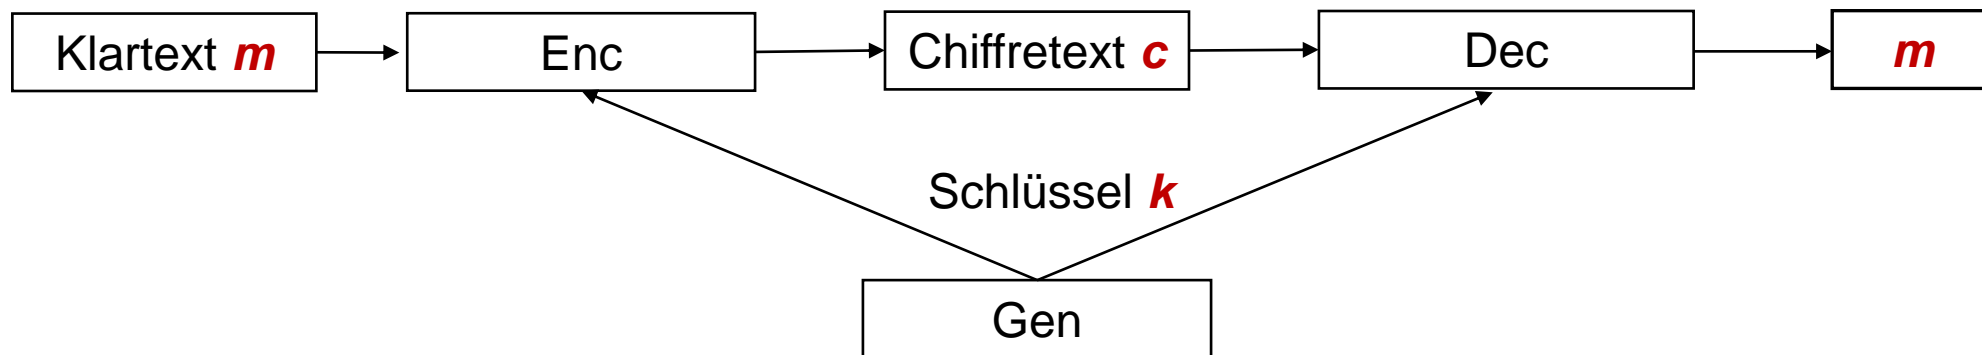 Klartext m
Enc
Chiffretext c
Dec
m
Schlüssel k
Gen